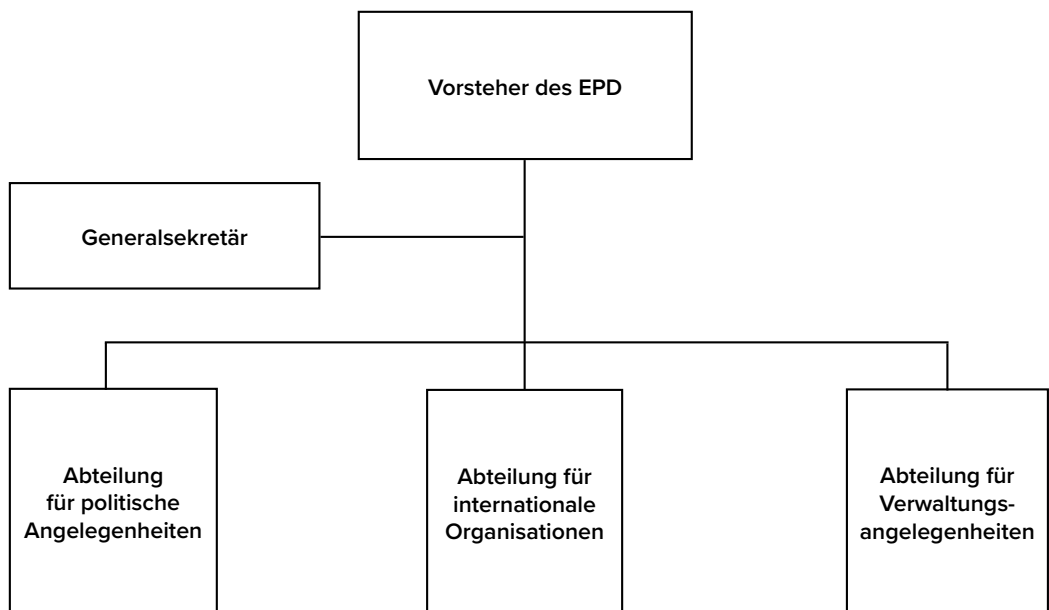 Vorsteher des EPD
Generalsekretär
Abteilung
für politische
Angelegenheiten
Abteilung für
internationale
Organisationen
Abteilung für
Verwaltungs-
angelegenheiten